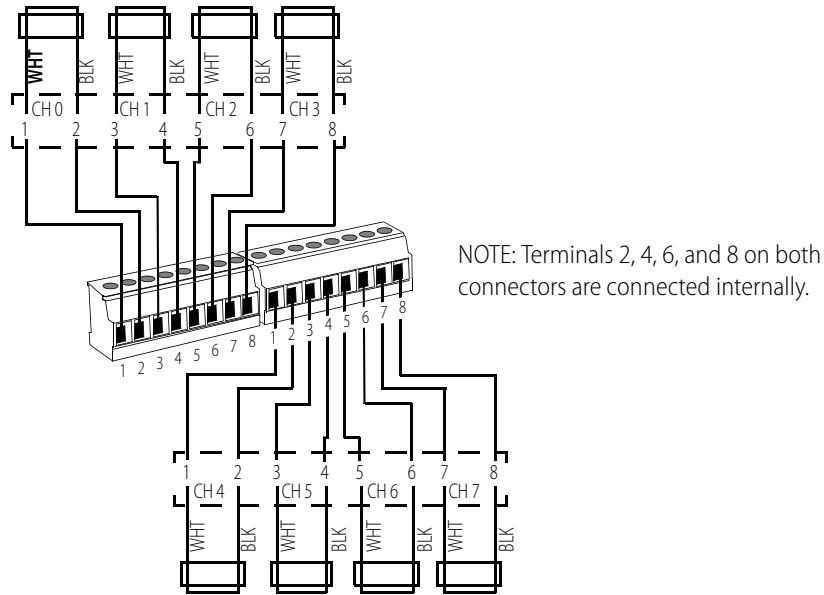 WHT BLK WHT BLK WHT BLK WHT BLK
CH 0 CH 1 CH 2 CH 3
1 2 3 4 5 6 7 8
NOTE: Terminals 2, 4, 6, and 8 on both
connectors are connected internally.
1 2 3 4 5 6 7 8
1 2 3 4 5 6 7 8
1 2 3 4 5 6 7 8
CH 4 CH 5 CH 6 CH 7
WHT BLK WHT BLK WHT BLK WHT BLK